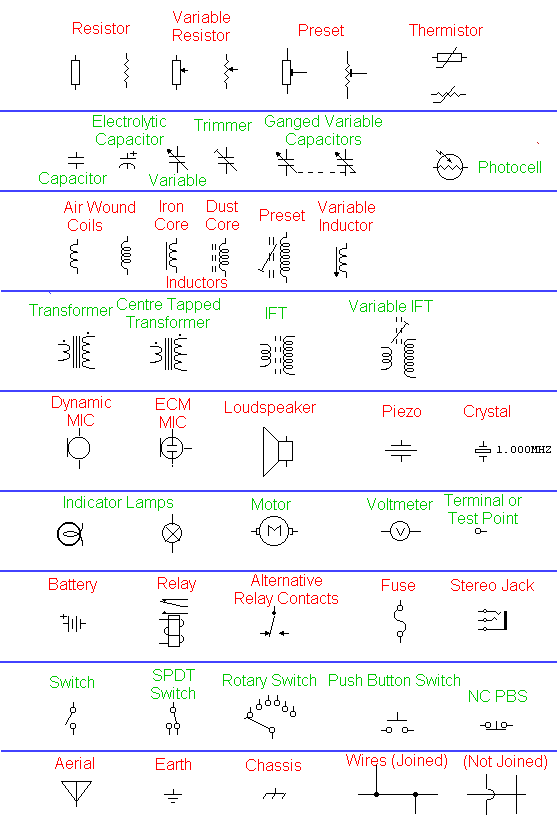 Resistor
Variable
Resistor
Preset
Thermistor
Electrolytic
Capacitor
Trimmer
Ganged Variable
Capacitors
Capacitor
Variable
Photocell
Air Wound
Coils
Iron
Core
Dust
Core
Preset
Variable
Inductor
Inductors
Transformer
Centre Tapped
Transformer
IFT
Variable IFT
Dynamic
MIC
ECM
MIC
Loudspeaker
Piezo
Crystal
1.000MHZ
Indicator Lamps
Motor
Voltmeter
Terminal or
Test Point
M
V
Battery
Relay
Alternative
Relay Contacts
Fuse
Stereo Jack
Switch
SPDT
Switch
Rotary Switch
Push Button Switch
NC PBS
Aerial
Earth
Chassis
Wires (Joined)
(Not Joined)